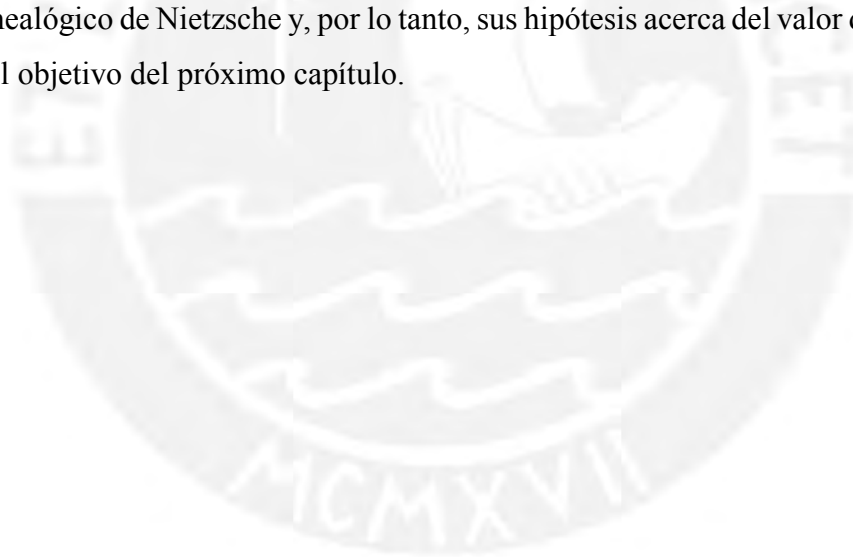 nealógico de Nietzsche y, por lo tanto, sus hipótesis acerca del valor
l objetivo del próximo capítulo.
MCMXVII